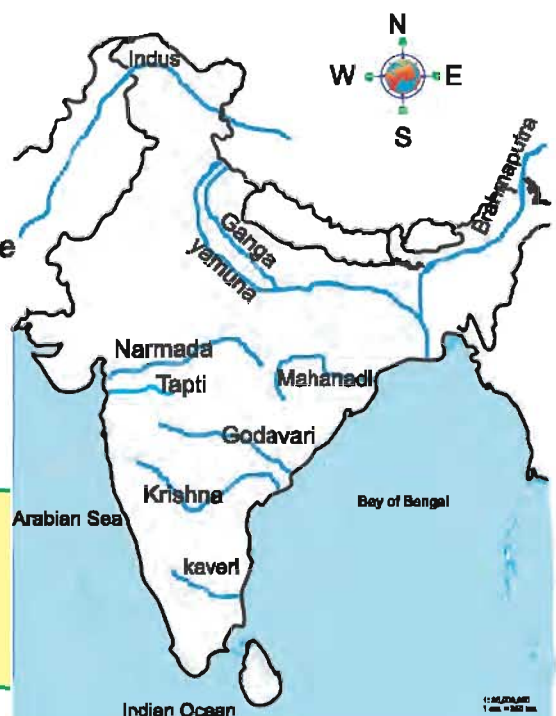 N
Indus
W E
S
Brahmaputra
e
Ganga
yamuna
Narmada
Tapti
Mahanadi
Godavari
Krishna
Bay of Bengal
Arabian Sea
kaveri
Indian Ocean